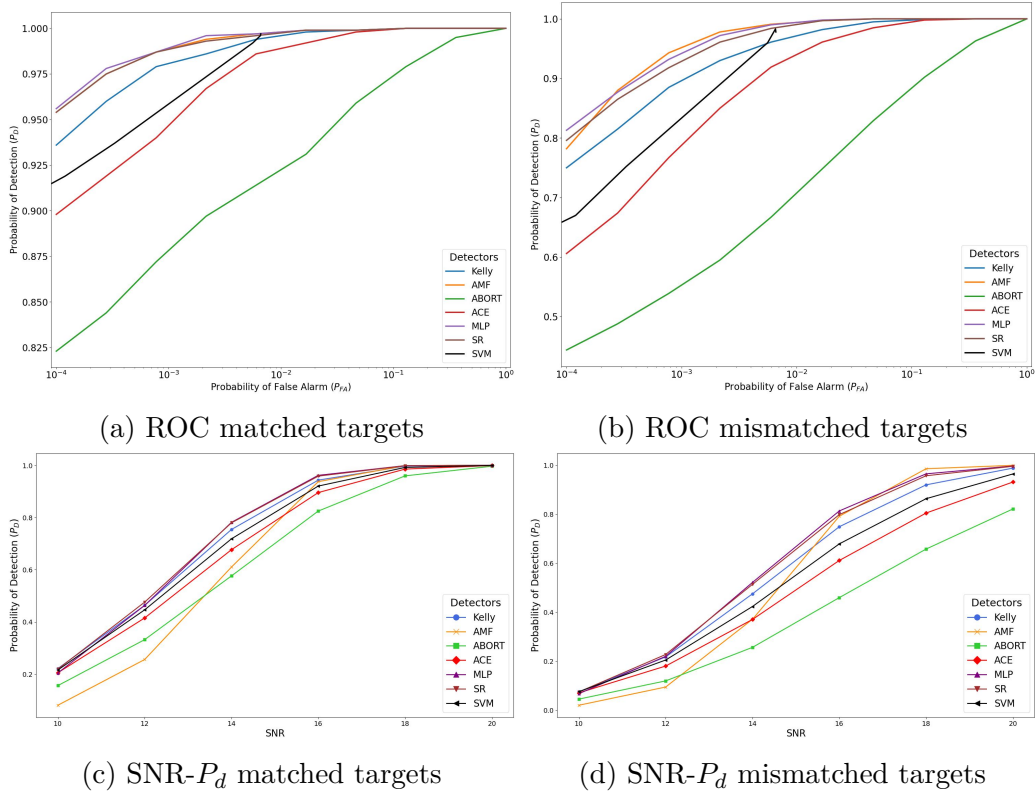 1.000
0.975
0.950
0.925
0.900
0.875
0.850
0.825
Probability of Detection (P_D)
10⁻⁴ 10⁻³ 10⁻² 10⁻¹ 10⁰
Probability of False Alarm (P_FA)
Detectors
Kelly
AMF
ABORT
ACE
MLP
SR
SVM
(a) ROC matched targets
1.0
0.9
0.8
0.7
0.6
0.5
Probability of Detection (P_D)
10⁻⁴ 10⁻³ 10⁻² 10⁻¹ 10⁰
Probability of False Alarm (P_FA)
Detectors
Kelly
AMF
ABORT
ACE
MLP
SR
SVM
(b) ROC mismatched targets
1.0
0.8
0.6
0.4
0.2
Probability of Detection (P_D)
10 12 14 16 18 20
SNR
Detectors
Kelly
AMF
ABORT
ACE
MLP
SR
SVM
(c) SNR-P_d matched targets
1.0
0.8
0.6
0.4
0.2
0.0
Probability of Detection (P_D)
10 12 14 16 18 20
SNR
Detectors
Kelly
AMF
ABORT
ACE
MLP
SR
SVM
(d) SNR-P_d mismatched targets